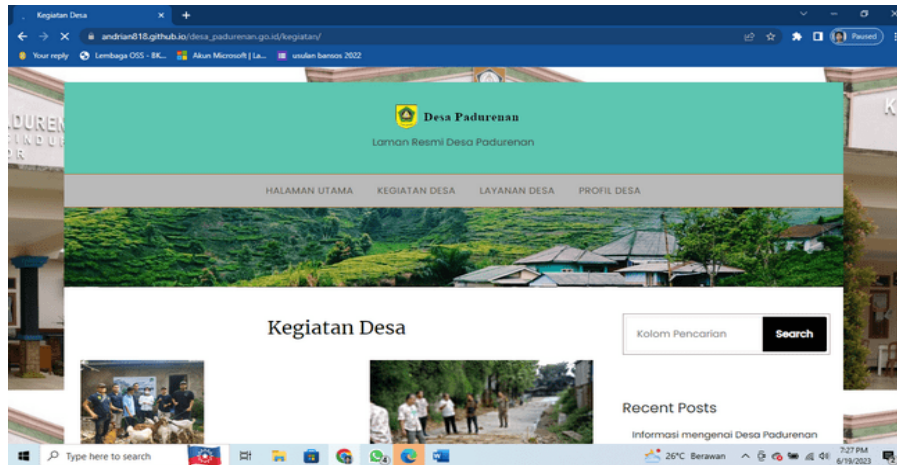 Kegiatan Desa
andrian818.github.io/desa_padurenan.go.id/kegiatan/
Paused
Your reply
Lembaga OSS - BK...
Akun Microsoft | La...
usulan bansos 2022
Desa Padurenan
Laman Resmi Desa Padurenan
HALAMAN UTAMA KEGIATAN DESA LAYANAN DESA PROFIL DESA
Kegiatan Desa
Kolom Pencarian
Search
Recent Posts
Informasi mengenai Desa Padurenan
Type here to search
26°C Berawan
7:27 PM
6/19/2023